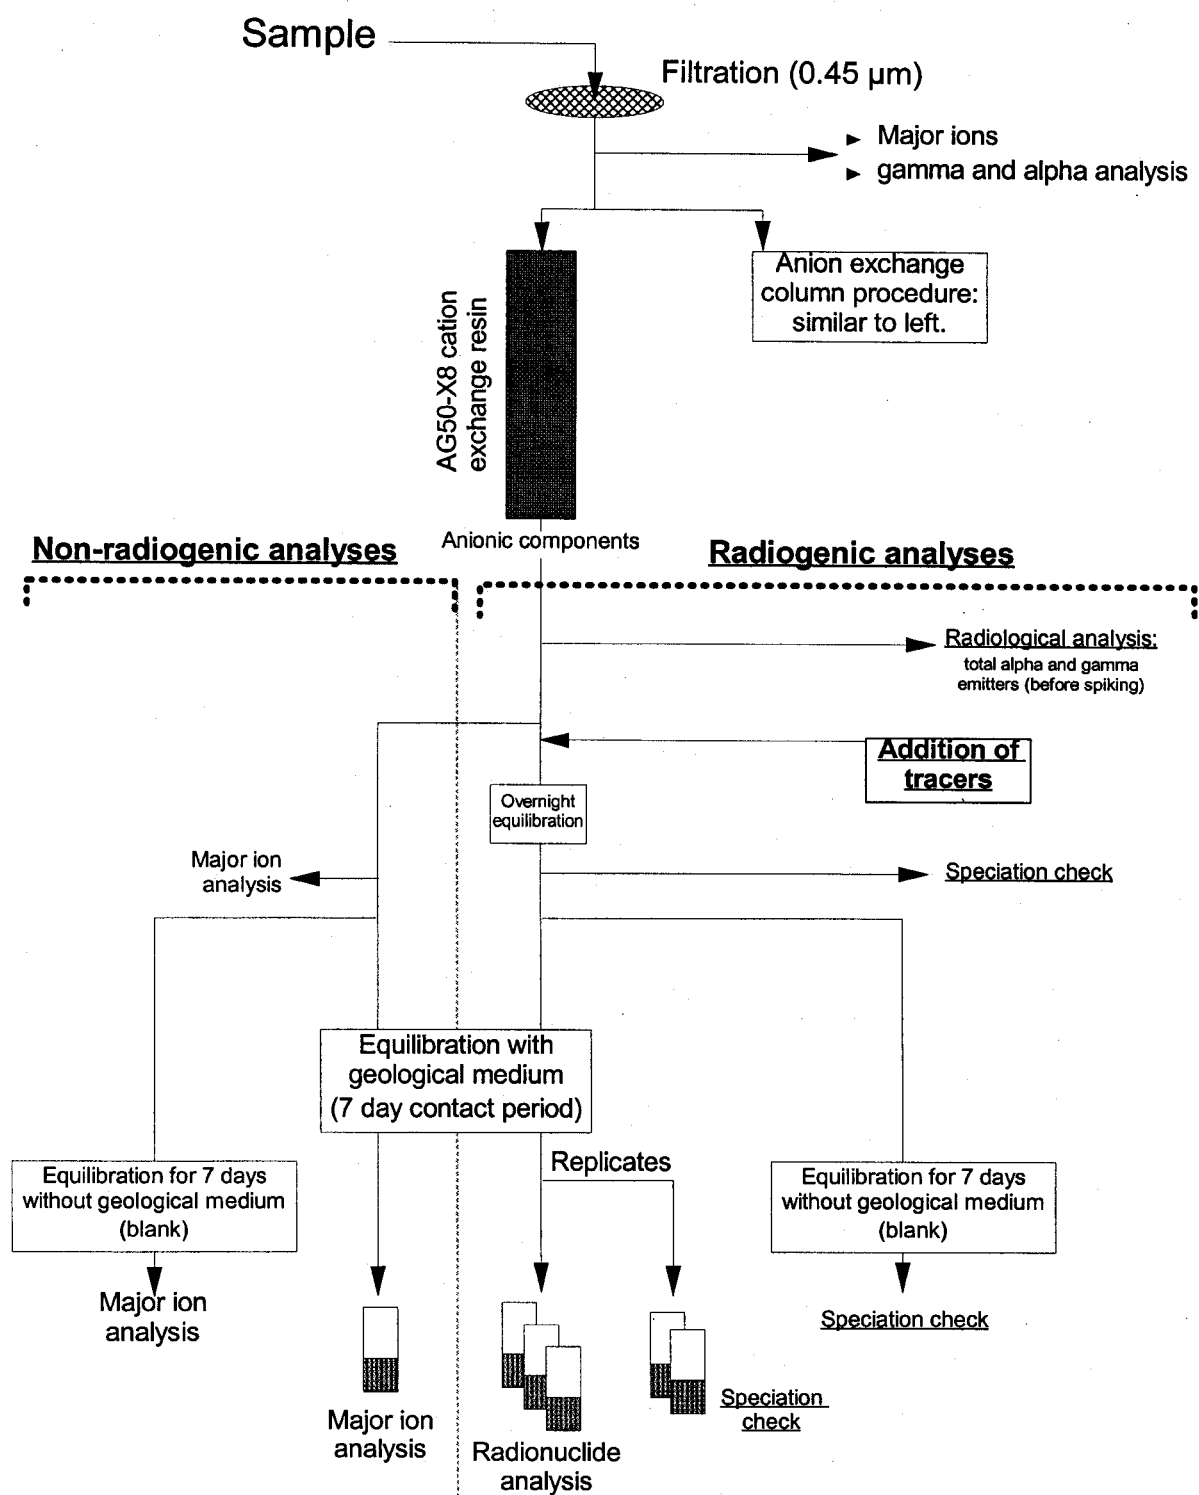 Sample
Filtration (0.45 µm)
► Major ions
► gamma and alpha analysis
AG50-X8 cation
exchange resin
Anion exchange
column procedure:
similar to left.
Anionic components
Non-radiogenic analyses
Radiogenic analyses
Radiological analysis:
total alpha and gamma
emitters (before spiking)
Addition of
tracers
Overnight
equilibration
Major ion
analysis
Speciation check
Equilibration with
geological medium
(7 day contact period)
Replicates
Equilibration for 7 days
without geological medium
(blank)
Equilibration for 7 days
without geological medium
(blank)
Major ion
analysis
Speciation check
Major ion
analysis
Radionuclide
analysis
Speciation
check